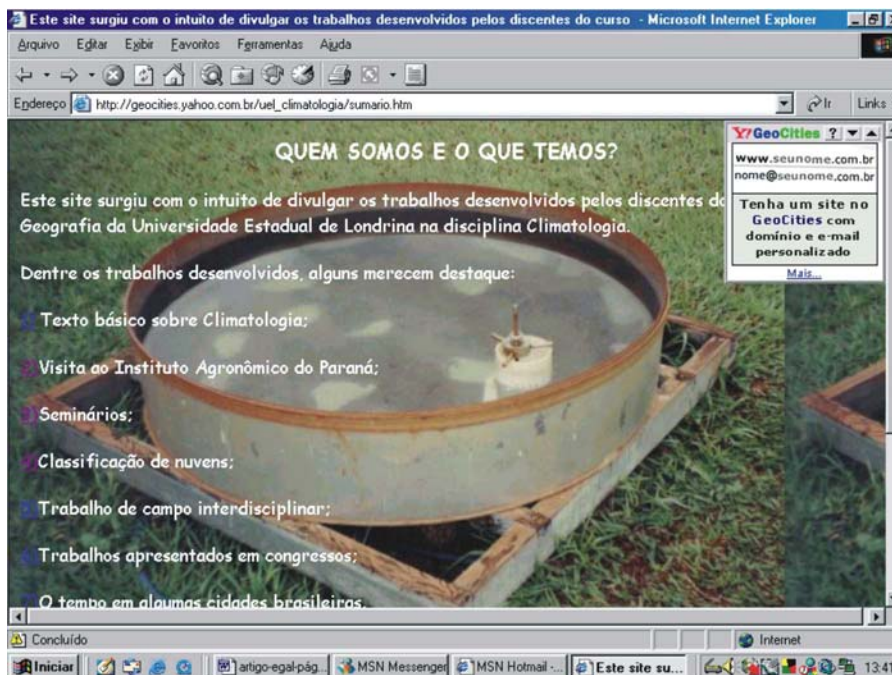 Este site surgiu com o intuito de divulgar os trabalhos desenvolvidos pelos discentes do curso - Microsoft Internet Explorer
Arquivo Editar Exibir Favoritos Ferramentas Ajuda
Endereço http://geocities.yahoo.com.br/uel_climatologia/sumario.htm Ir Links
Y! GeoCities ?
www.seunome.com.br
nome@seunome.com.br
Tenha um site no
GeoCities com
domínio e e-mail
personalizado
Mais...
QUEM SOMOS E O QUE TEMOS?
Este site surgiu com o intuito de divulgar os trabalhos desenvolvidos pelos discentes do
Geografia da Universidade Estadual de Londrina na disciplina Climatologia.
Dentre os trabalhos desenvolvidos, alguns merecem destaque:
Texto básico sobre Climatologia;
Visita ao Instituto Agronômico do Paraná;
Seminários;
Classificação de nuvens;
Trabalho de campo interdisciplinar;
Trabalhos apresentados em congressos;
O tempo em algumas cidades brasileiras.
Concluído Internet
Iniciar artigo-egal-pág... MSN Messenger MSN Hotmail -... Este site su... 13:41